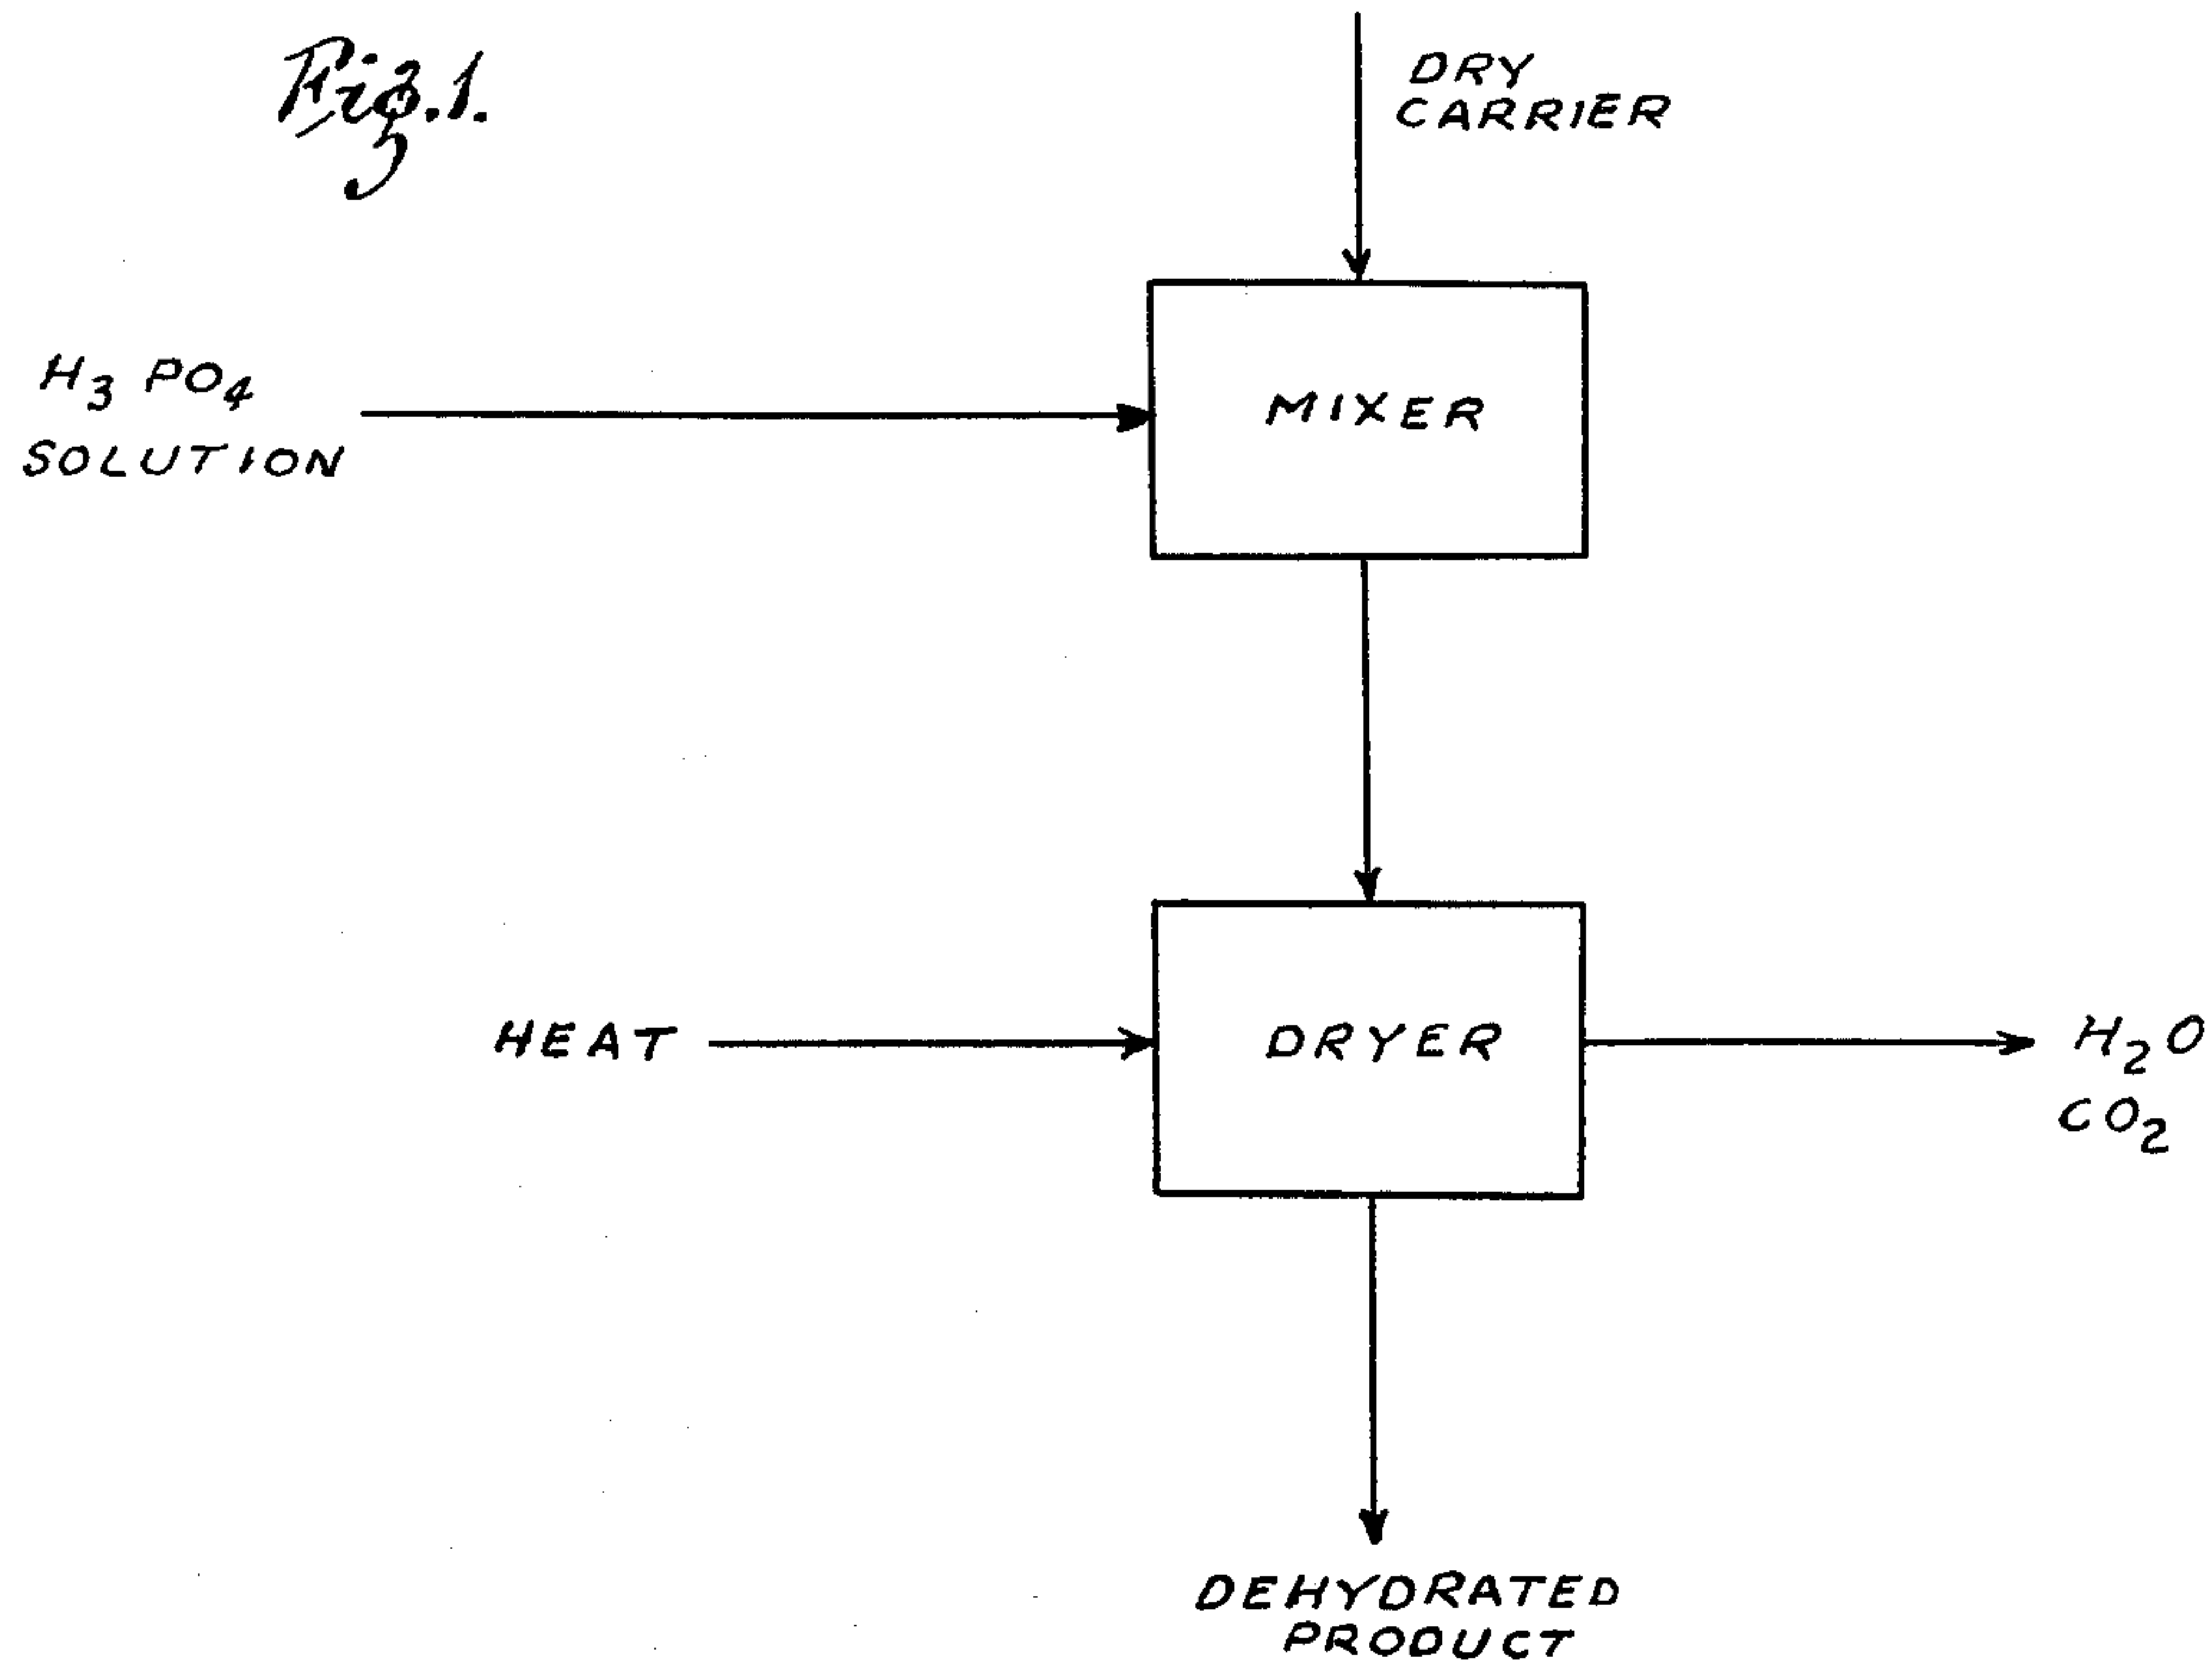 Fig.1.
DRY
CARRIER
H₃ PO₄
SOLUTION
MIXER
HEAT
DRYER
H₂O
CO₂
DEHYDRATED
PRODUCT